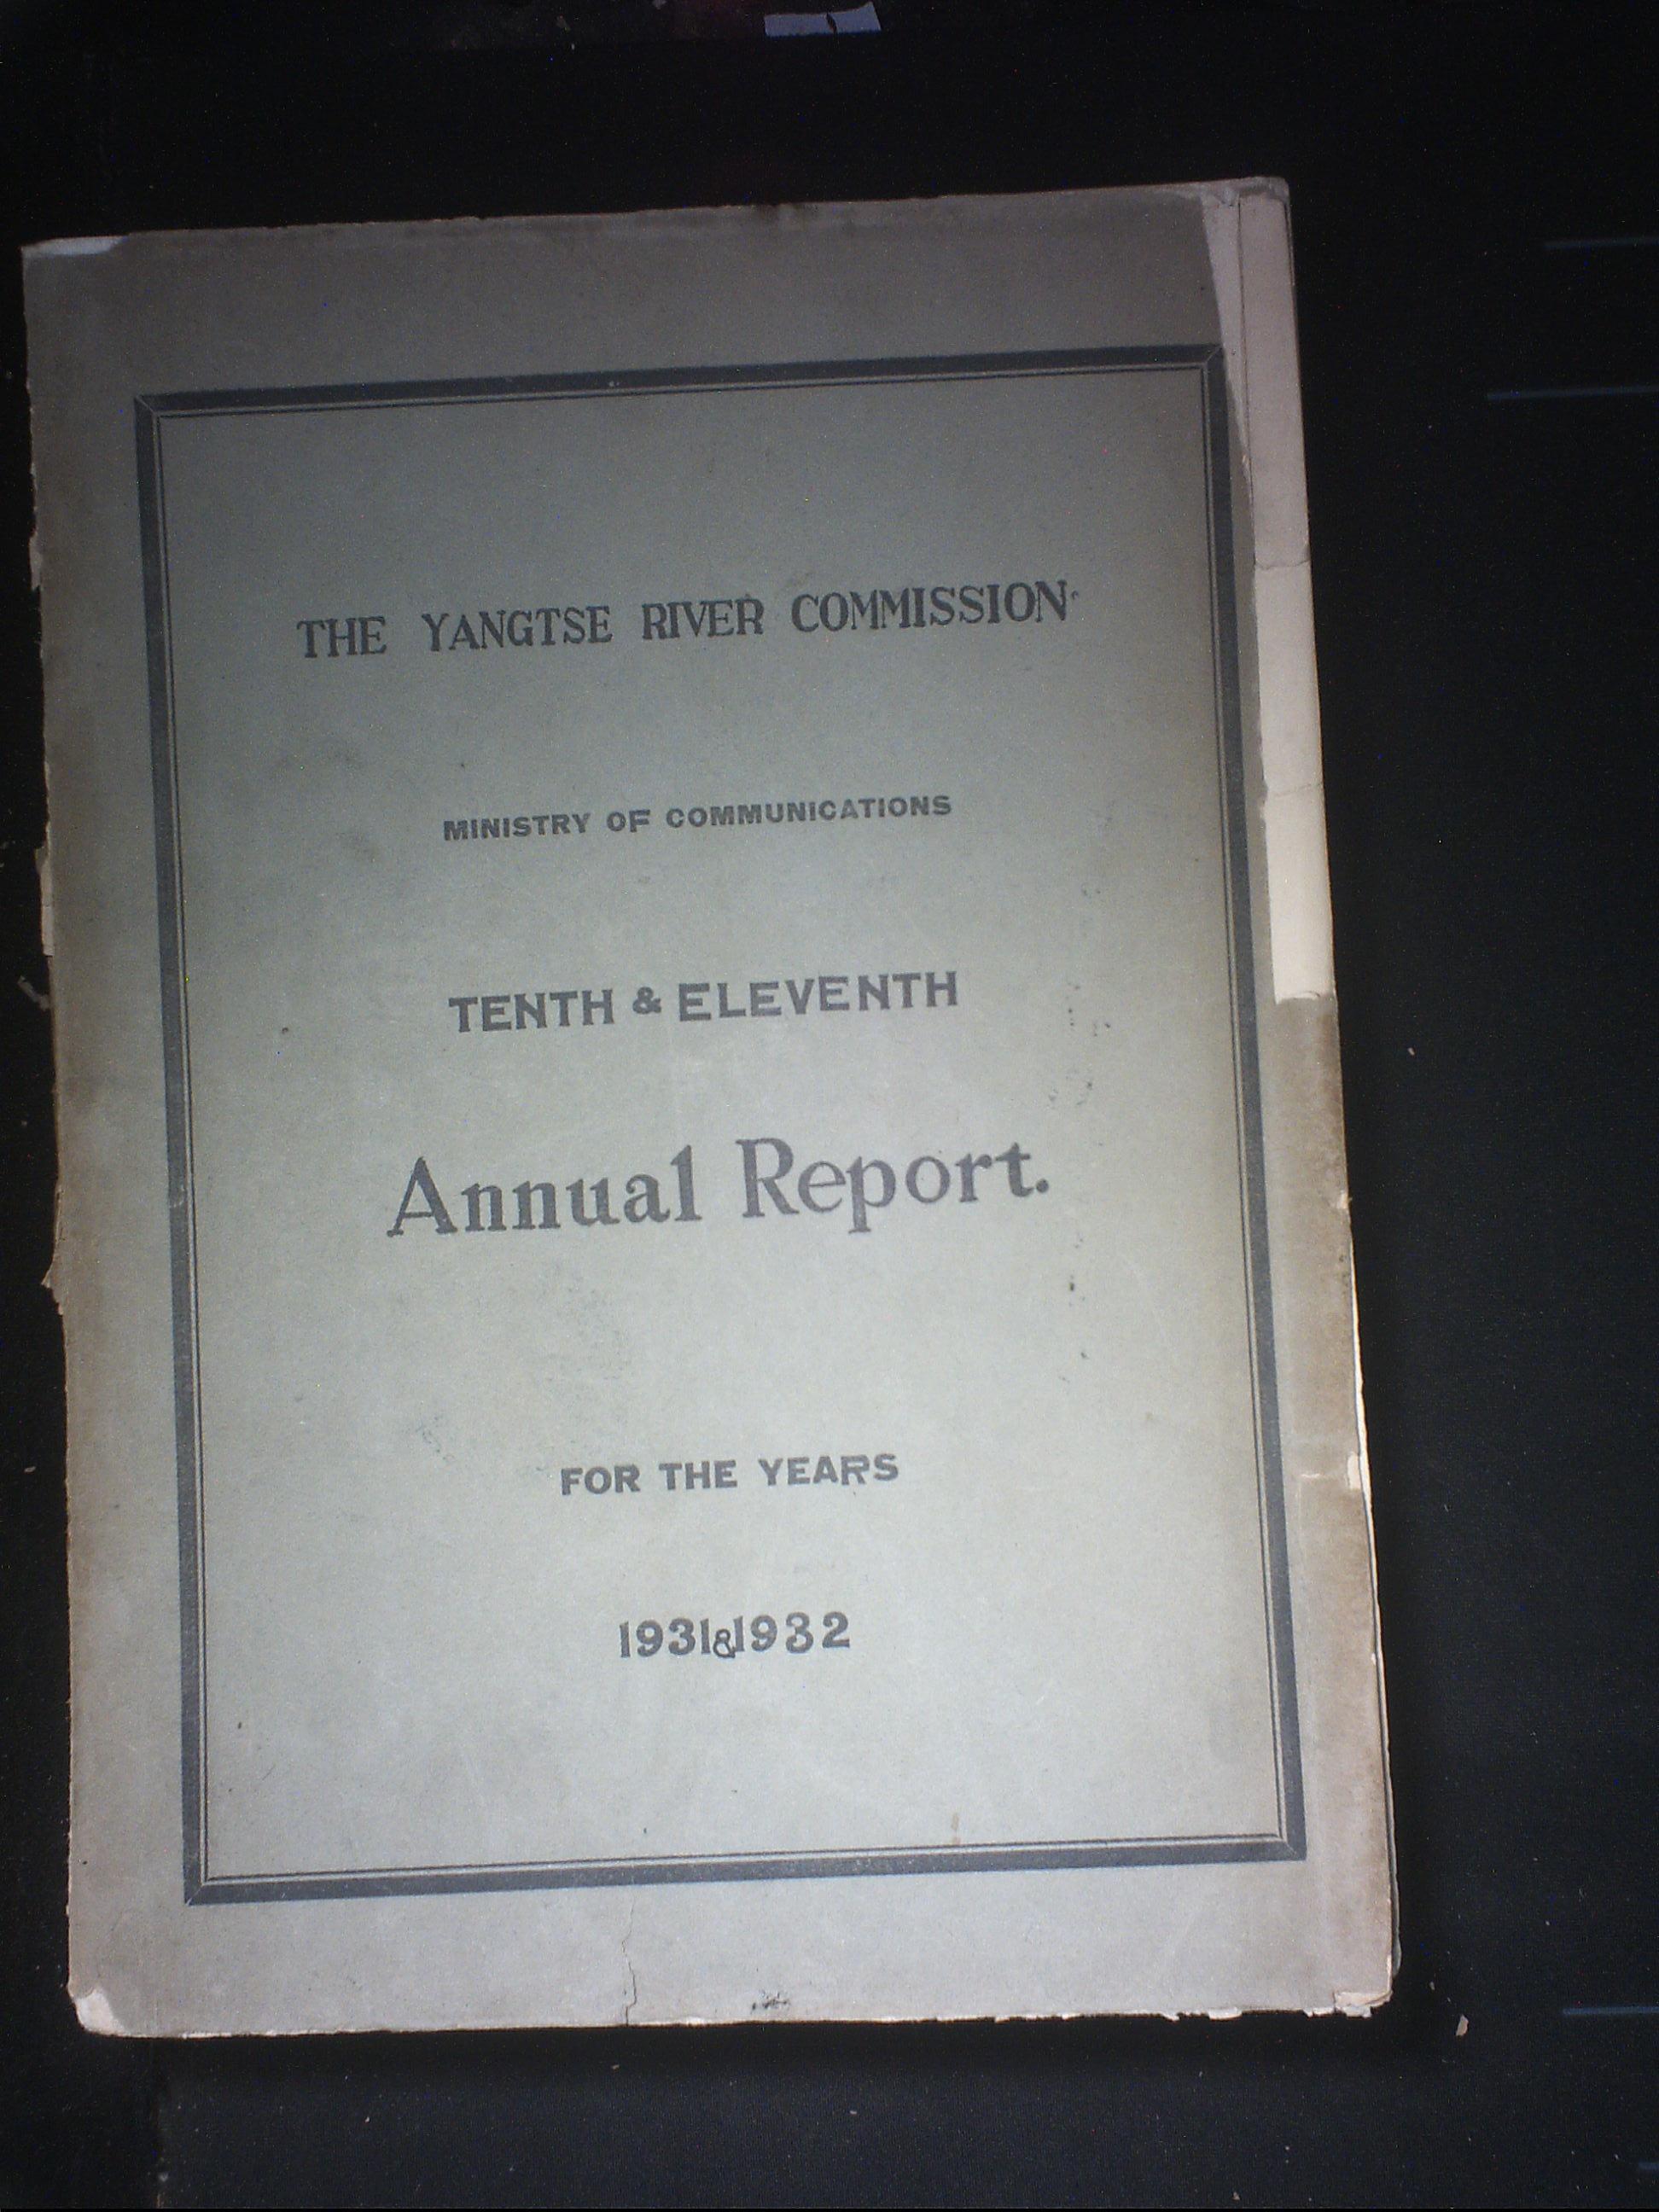 THE YANGTSE RIVER COMMISSION
MINISTRY OF COMMUNICATIONS
TENTH & ELEVENTH
Annual Report.
FOR THE YEARS
1931&1932